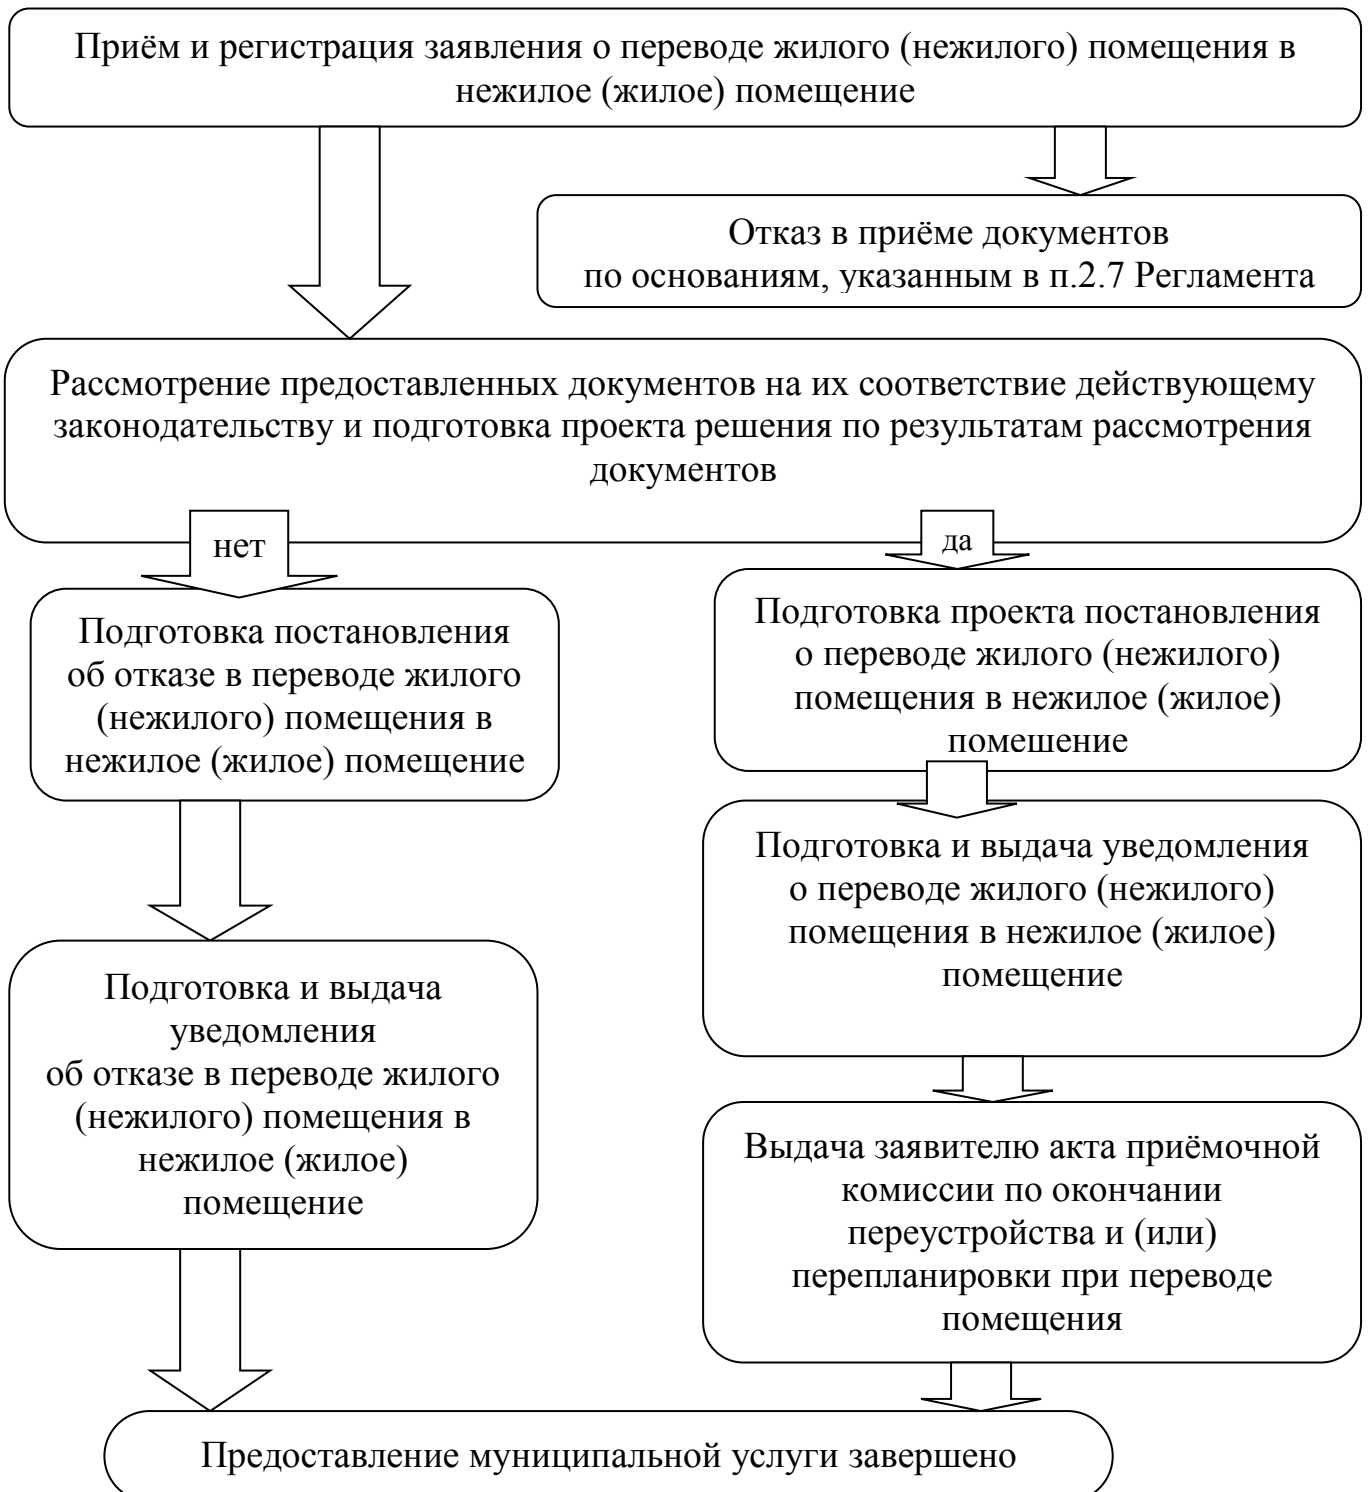 Приём и регистрация заявления о переводе жилого (нежилого) помещения в
нежилое (жилое) помещение
Отказ в приёме документов
по основаниям, указанным в п.2.7 Регламента
Рассмотрение предоставленных документов на их соответствие действующему
законодательству и подготовка проекта решения по результатам рассмотрения
документов
нет
да
Подготовка постановления
об отказе в переводе жилого
(нежилого) помещения в
нежилое (жилое) помещение
Подготовка проекта постановления
о переводе жилого (нежилого)
помещения в нежилое (жилое)
помещение
Подготовка и выдача уведомления
о переводе жилого (нежилого)
помещения в нежилое (жилое)
помещение
Подготовка и выдача
уведомления
об отказе в переводе жилого
(нежилого) помещения в
нежилое (жилое)
помещение
Выдача заявителю акта приёмочной
комиссии по окончании
переустройства и (или)
перепланировки при переводе
помещения
Предоставление муниципальной услуги завершено